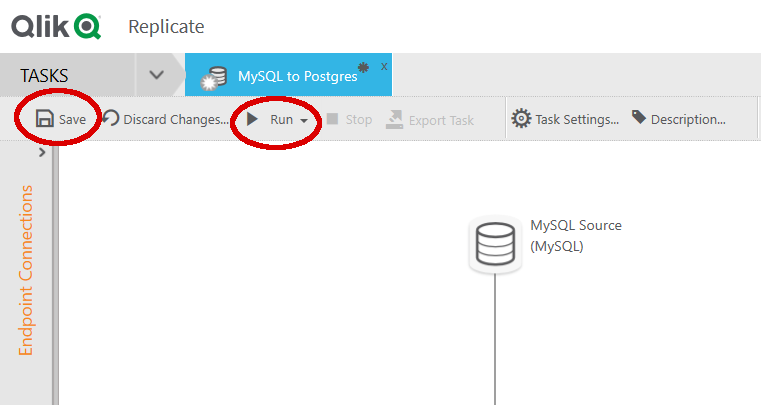 Qlik Replicate
TASKS MySQL to Postgres x
Save Discard Changes... Run Stop Export Task Task Settings... Description...
MySQL Source
(MySQL)
Endpoint Connections